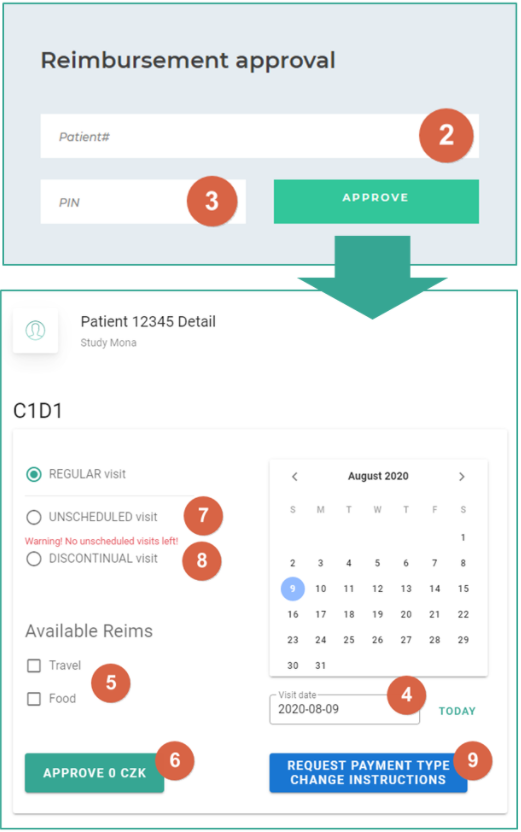 Reimbursement approval
Patient#
2
PIN
3
APPROVE
Patient 12345 Detail
Study Mona
C1D1
REGULAR visit
UNSCHEDULED visit
7
Warning! No unscheduled visits left!
DISCONTINUAL visit
8
Available Reims
Travel
Food
5
August 2020
S M T W T F S
1
2 3 4 5 6 7 8
9 10 11 12 13 14 15
16 17 18 19 20 21 22
23 24 25 26 27 28 29
30 31
Visit date
2020-08-09
4
TODAY
APPROVE 0 CZK
6
REQUEST PAYMENT TYPE
CHANGE INSTRUCTIONS
9